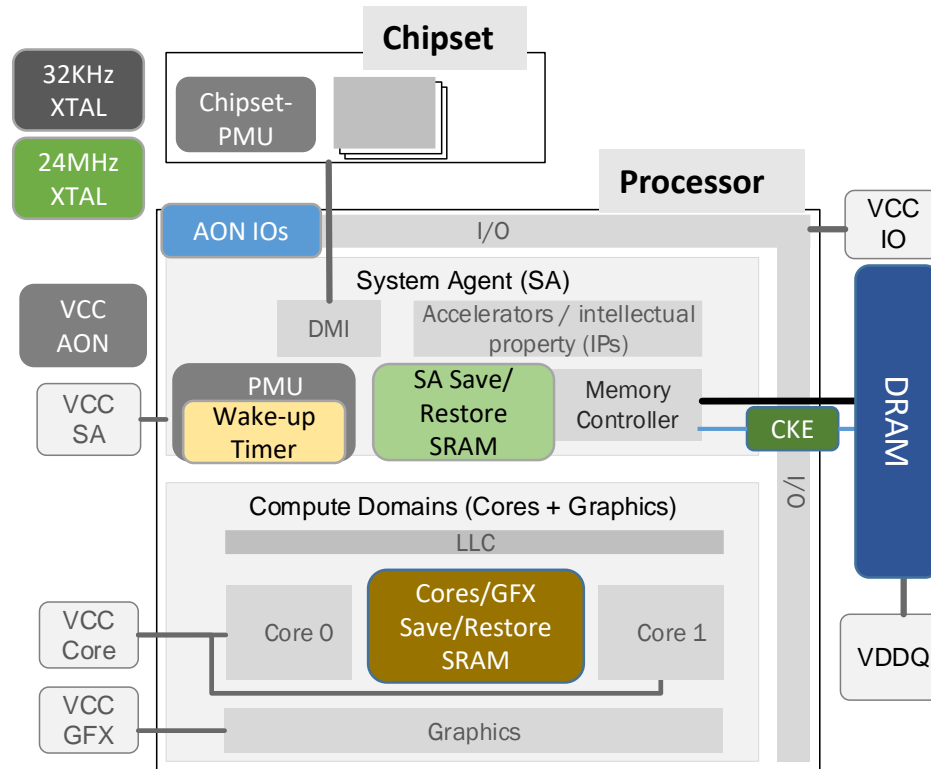 Chipset
32KHz
XTAL
Chipset-
PMU
24MHz
XTAL
Processor
AON IOs
I/O
VCC
IO
System Agent (SA)
VCC
AON
DMI
Accelerators / intellectual
property (IPs)
PMU
Wake-up
Timer
SA Save/
Restore
SRAM
Memory
Controller
VCC
SA
CKE
DRAM
I/O
Compute Domains (Cores + Graphics)
LLC
Core 0
Cores/GFX
Save/Restore
SRAM
Core 1
VCC
Core
VDDQ
VCC
GFX
Graphics